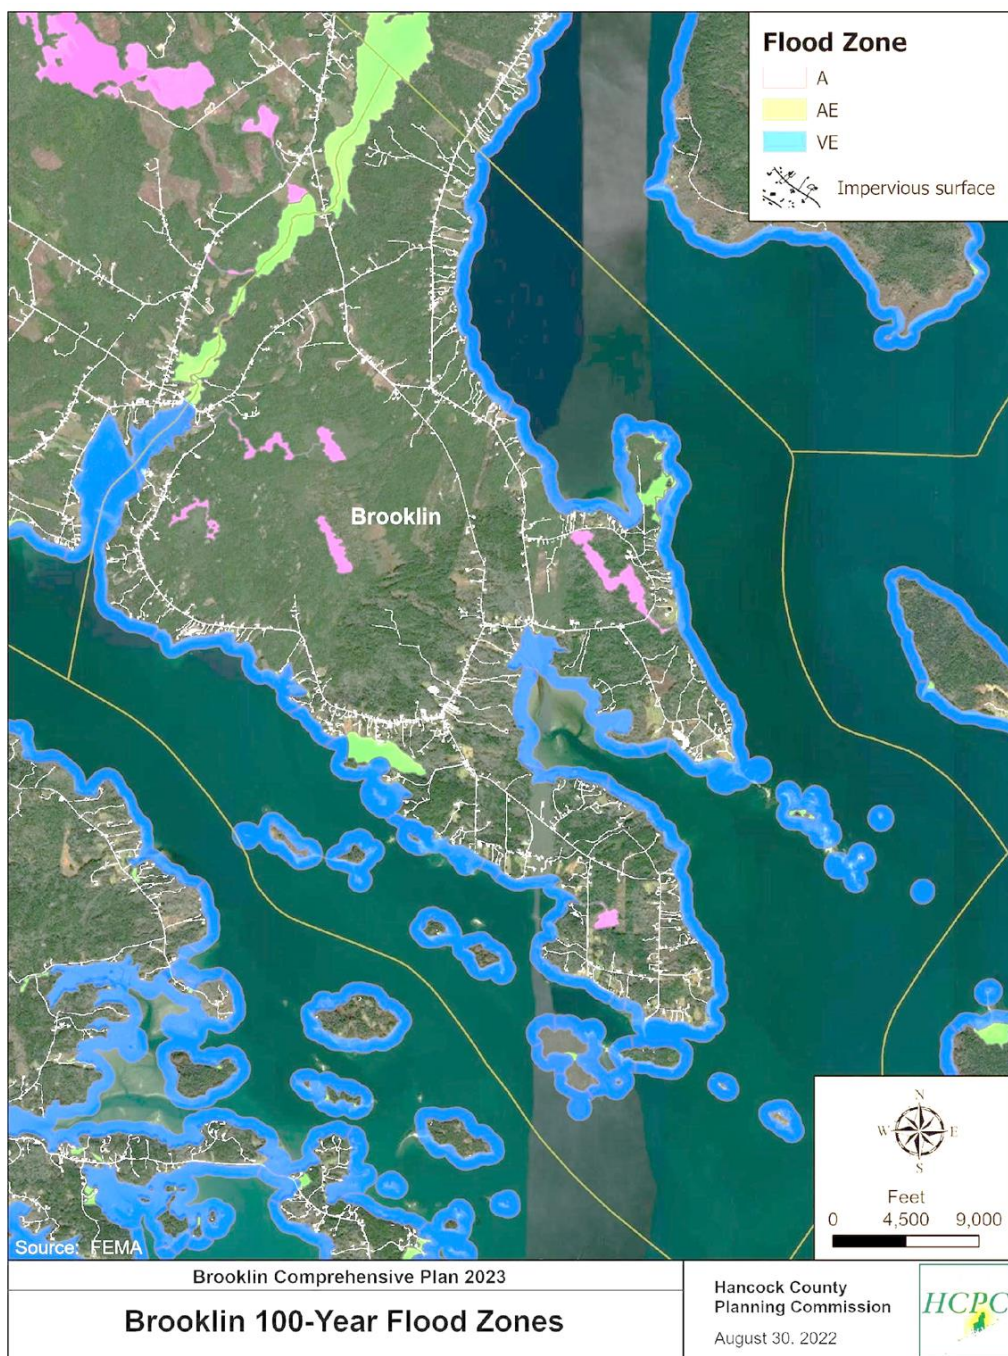 Flood Zone
A
AE
VE
Impervious surface
Brooklin
N
W E
S
Feet
0 4,500 9,000
Source: FEMA
Brooklin Comprehensive Plan 2023
Brooklin 100-Year Flood Zones
Hancock County
Planning Commission
August 30. 2022
HCPC